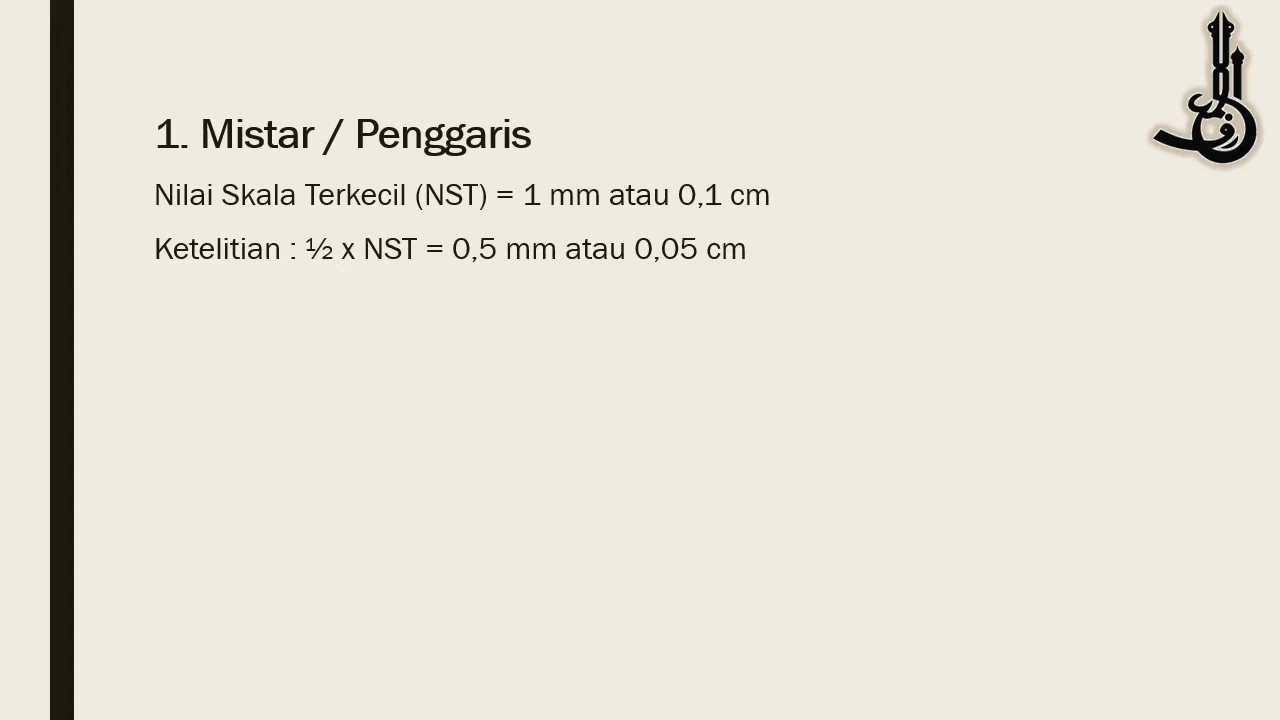 1. Mistar / Penggaris
Nilai Skala Terkecil (NST) = 1 mm atau 0,1 cm
Ketelitian : ½ x NST = 0,5 mm atau 0,05 cm